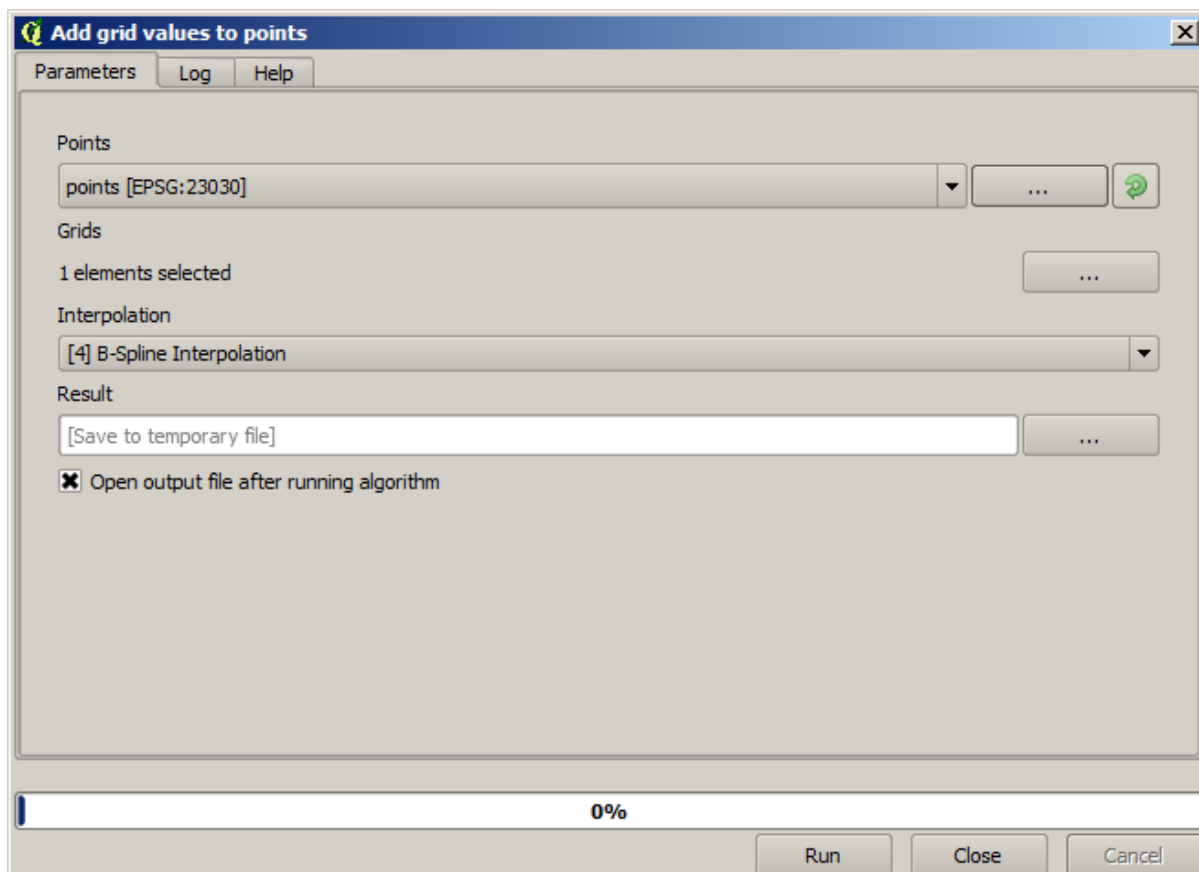 Add grid values to points
Parameters Log Help
Points
points [EPSG:23030] ...
Grids
1 elements selected ...
Interpolation
[4] B-Spline Interpolation
Result
[Save to temporary file] ...
Open output file after running algorithm
0%
Run Close Cancel